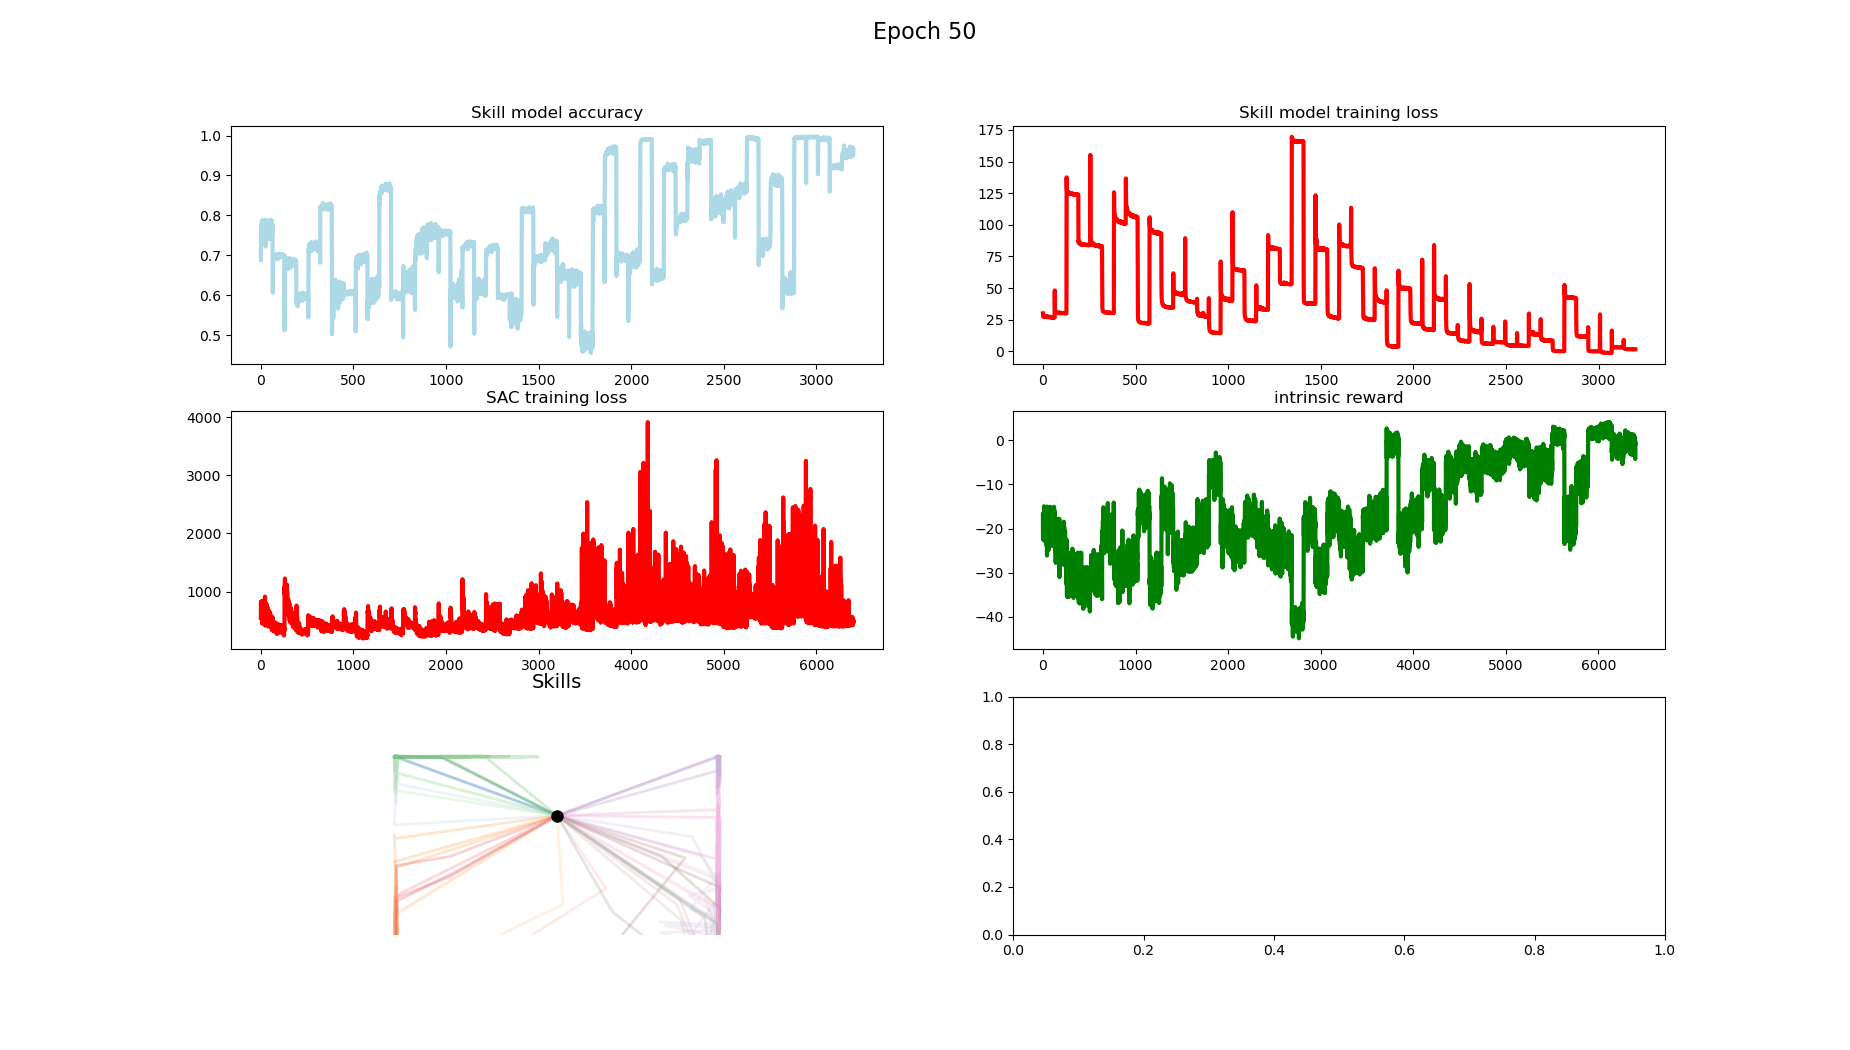 Epoch 50
Skill model accuracy
1.0
0.9
0.8
0.7
0.6
0.5
0 500 1000 1500 2000 2500 3000
Skill model training loss
175
150
125
100
75
50
25
0
0 500 1000 1500 2000 2500 3000
SAC training loss
4000
3000
2000
1000
0 1000 2000 3000 4000 5000 6000
intrinsic reward
0
−10
−20
−30
−40
0 1000 2000 3000 4000 5000 6000
Skills
1.0
0.8
0.6
0.4
0.2
0.0
0.0 0.2 0.4 0.6 0.8 1.0